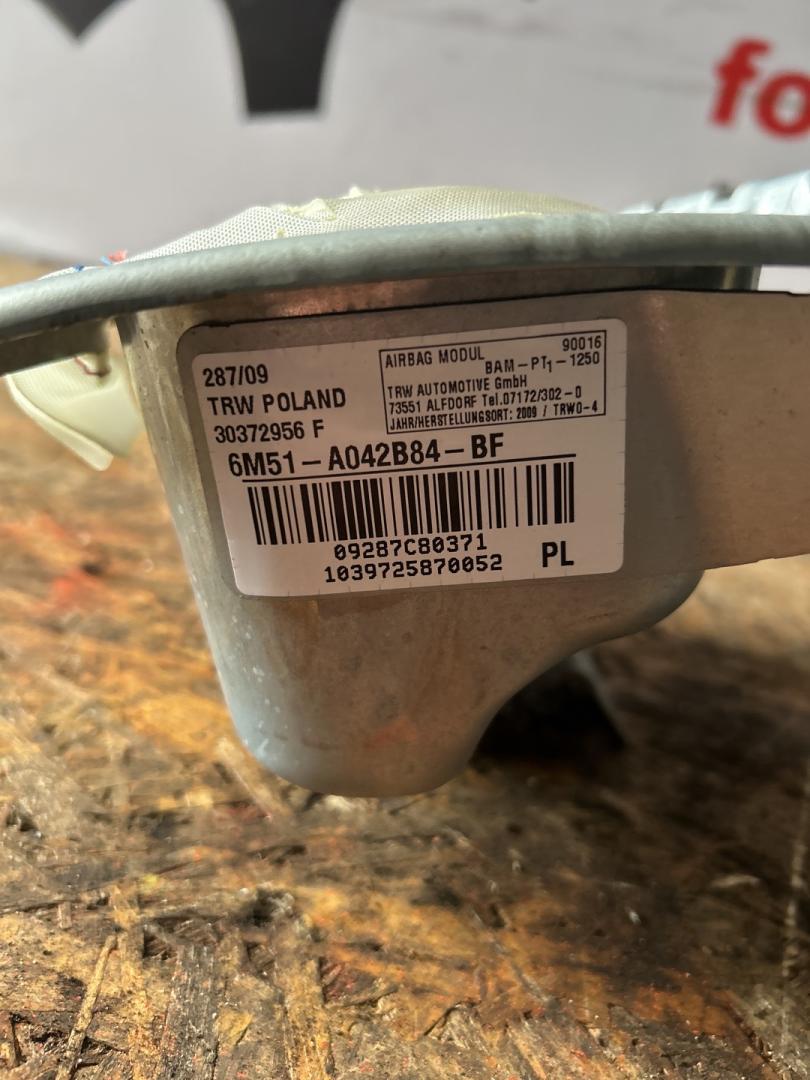 fo
287/09
TRW POLAND
30372956 F
AIRBAG MODUL 90016
BAM-PT1-1250
TRW AUTOMOTIVE GmbH
73551 ALFDORF Tel.07172/302-0
JAHR/HERSTELLUNGSORT: 2009 / TRWO-4
6M51-A042B84-BF
09287C80371
1039725870052 PL